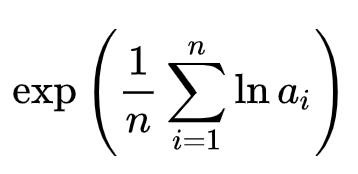 exp ( 1/n ∑_{i=1}^{n} ln a_i )